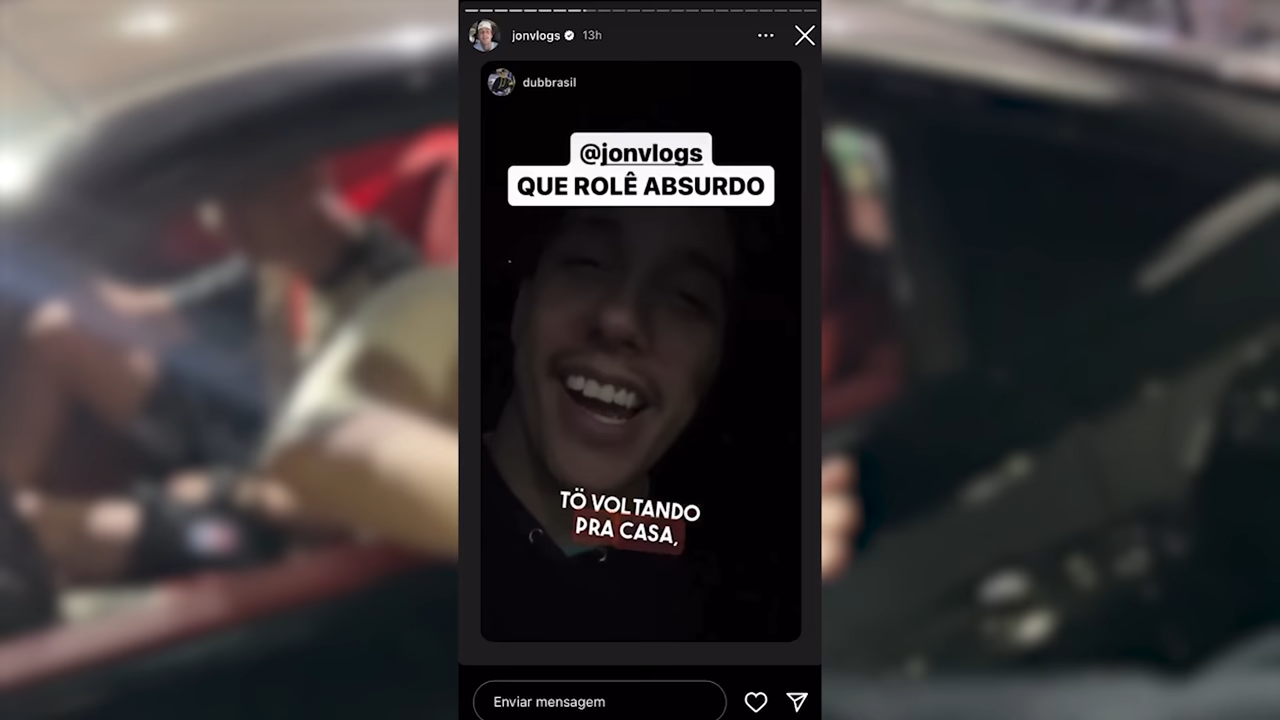 jonvlogs 13h
dubbrasil
@jonvlogs
QUE ROLÊ ABSURDO
TÖ VOLTANDO
PRA CASA,
Enviar mensagem